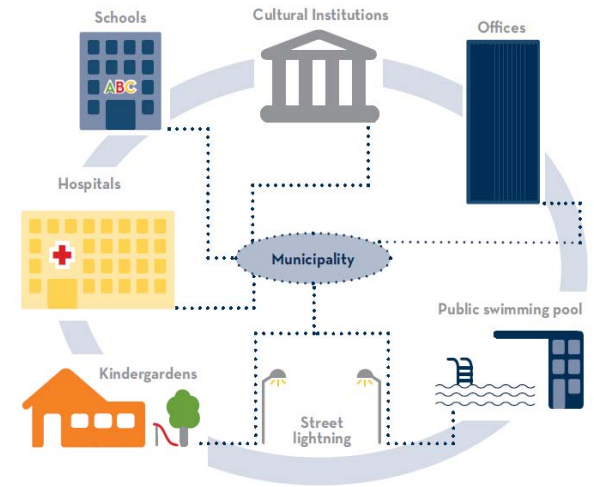 Schools
Cultural Institutions
Offices
ABC
Hospitals
Municipality
Public swimming pool
Kindergardens
Street
lightning